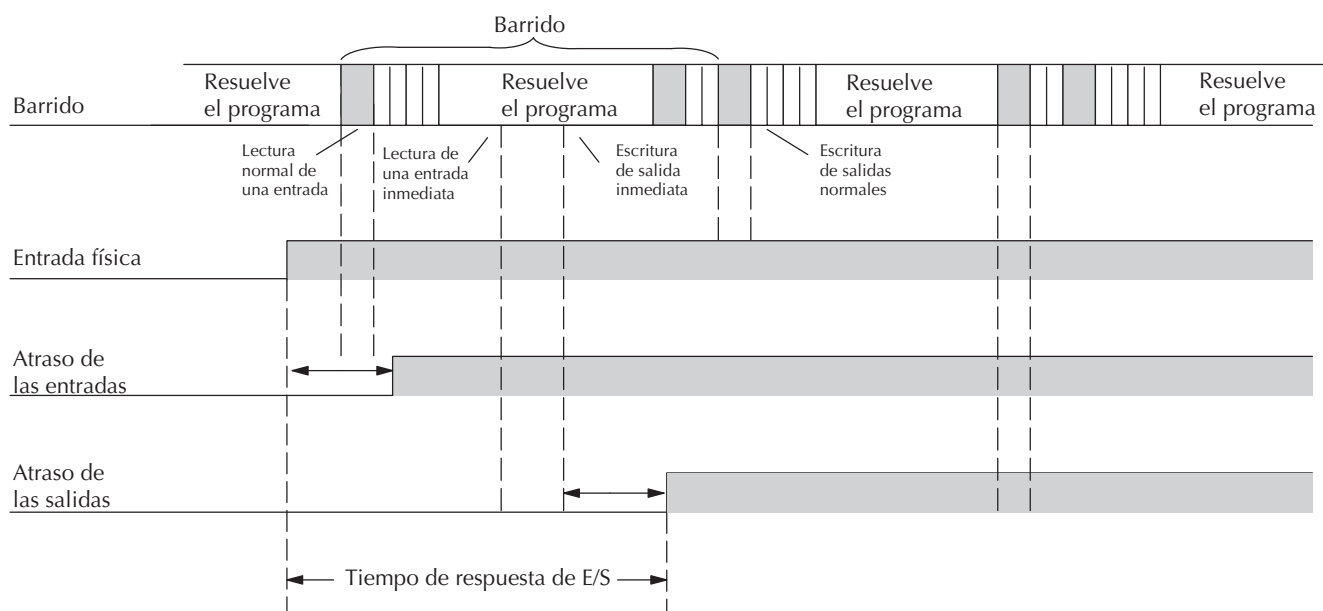 Barrido
Barrido
Resuelve
el programa
Resuelve
el programa
Resuelve
el programa
Resuelve
el programa
Lectura
normal de
una entrada
Lectura de
una entrada
inmediata
Escritura
de salida
inmediata
Escritura
de salidas
normales
Entrada física
Atraso de
las entradas
Atraso de
las salidas
Tiempo de respuesta de E/S